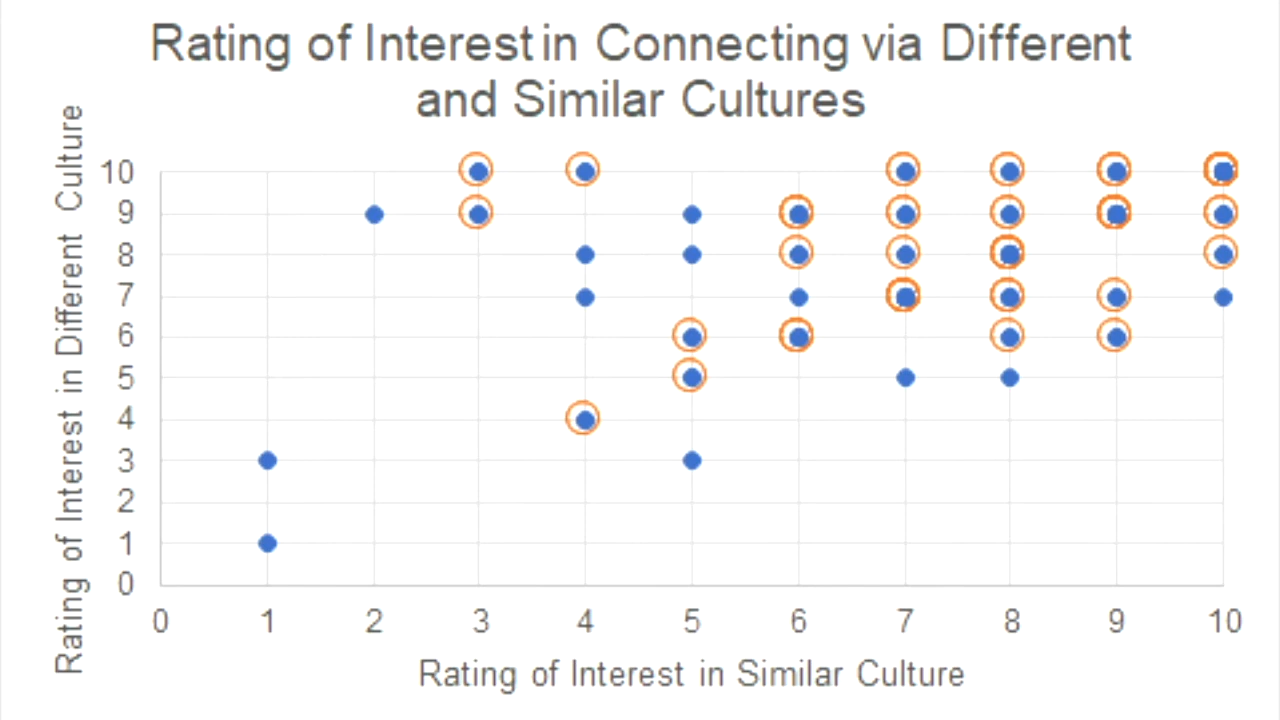 Rating of Interest in Connecting via Different
and Similar Cultures
Rating of Interest in Different Culture
10
9
8
7
6
5
4
3
2
1
0
0 1 2 3 4 5 6 7 8 9 10
Rating of Interest in Similar Culture